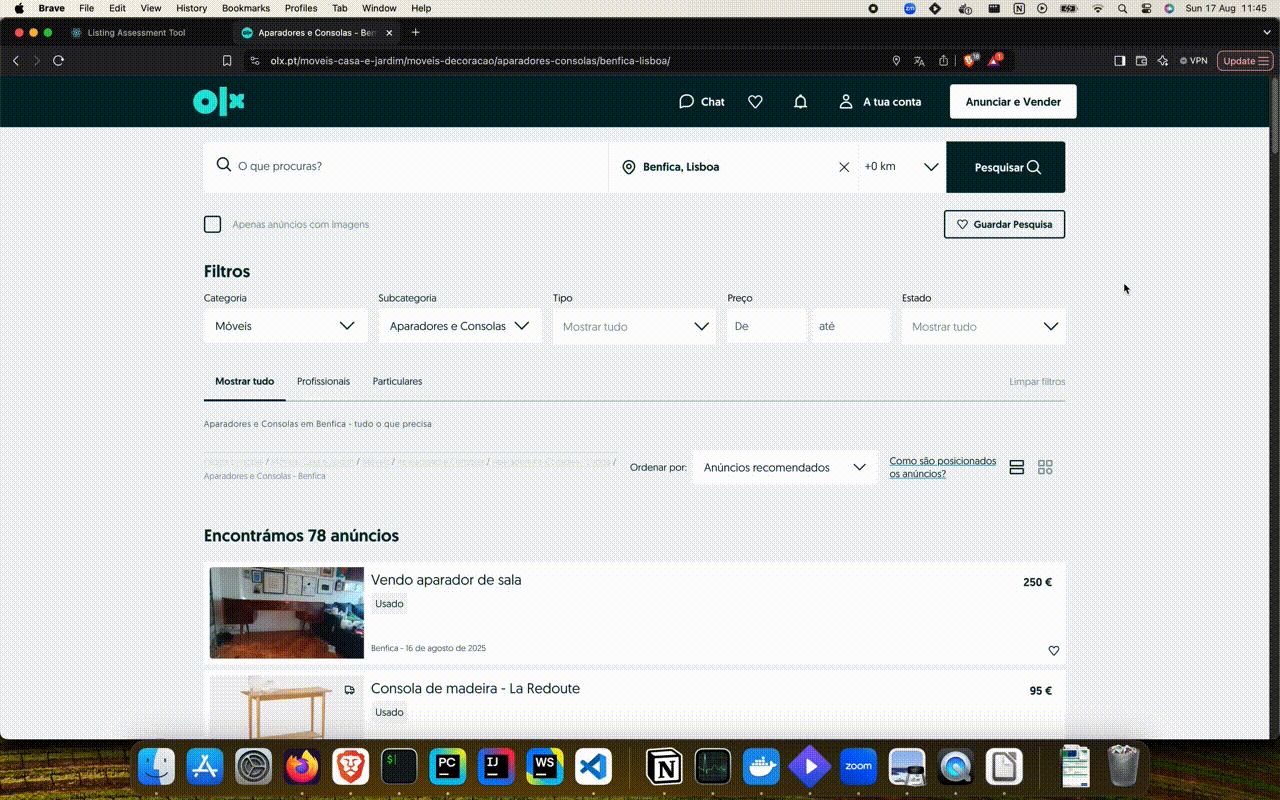 Brave File Edit View History Bookmarks Profiles Tab Window Help
Sun 17 Aug 11:45
Listing Assessment Tool
Aparadores e Consolas - Ben
olx.pt/moveis-casa-e-jardim/moveis-decoracao/aparadores-consolas/benfica-lisboa/
VPN
Update
olx
Chat
A tua conta
Anunciar e Vender
O que procuras?
Benfica, Lisboa
+0 km
Pesquisar
Apenas anúncios com imagens
Guardar Pesquisa
Filtros
Categoria Subcategoria Tipo Preço Estado
Móveis Aparadores e Consolas Mostrar tudo De até Mostrar tudo
Mostrar tudo Profissionais Particulares
Limpar filtros
Aparadores e Consolas em Benfica - tudo o que precisa
Aparadores e Consolas - Benfica
Ordenar por: Anúncios recomendados
Como são posicionados
os anúncios?
Encontrámos 78 anúncios
Vendo aparador de sala
250 €
Usado
Benfica - 16 de agosto de 2025
Consola de madeira - La Redoute
95 €
Usado
PC
IJ
WS
zoom